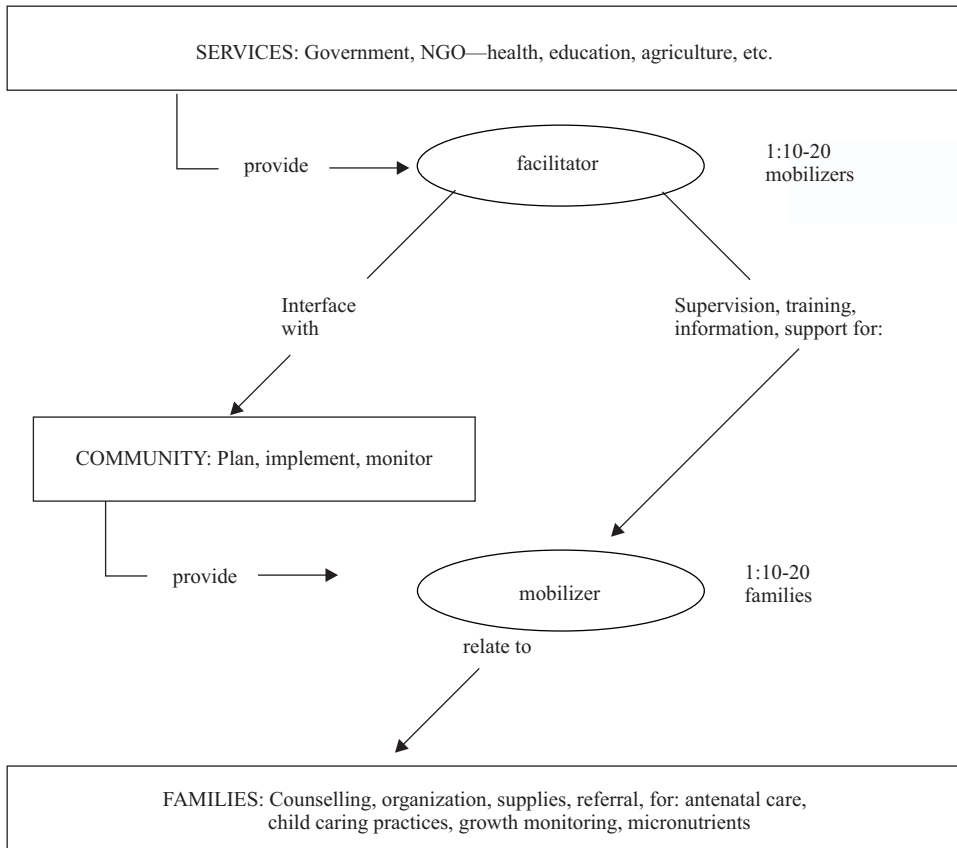 SERVICES: Government, NGO—health, education, agriculture, etc.
provide
facilitator
1:10-20
mobilizers
Interface
with
Supervision, training,
information, support for:
COMMUNITY: Plan, implement, monitor
provide
mobilizer
1:10-20
families
relate to
FAMILIES: Counselling, organization, supplies, referral, for: antenatal care,
child caring practices, growth monitoring, micronutrients